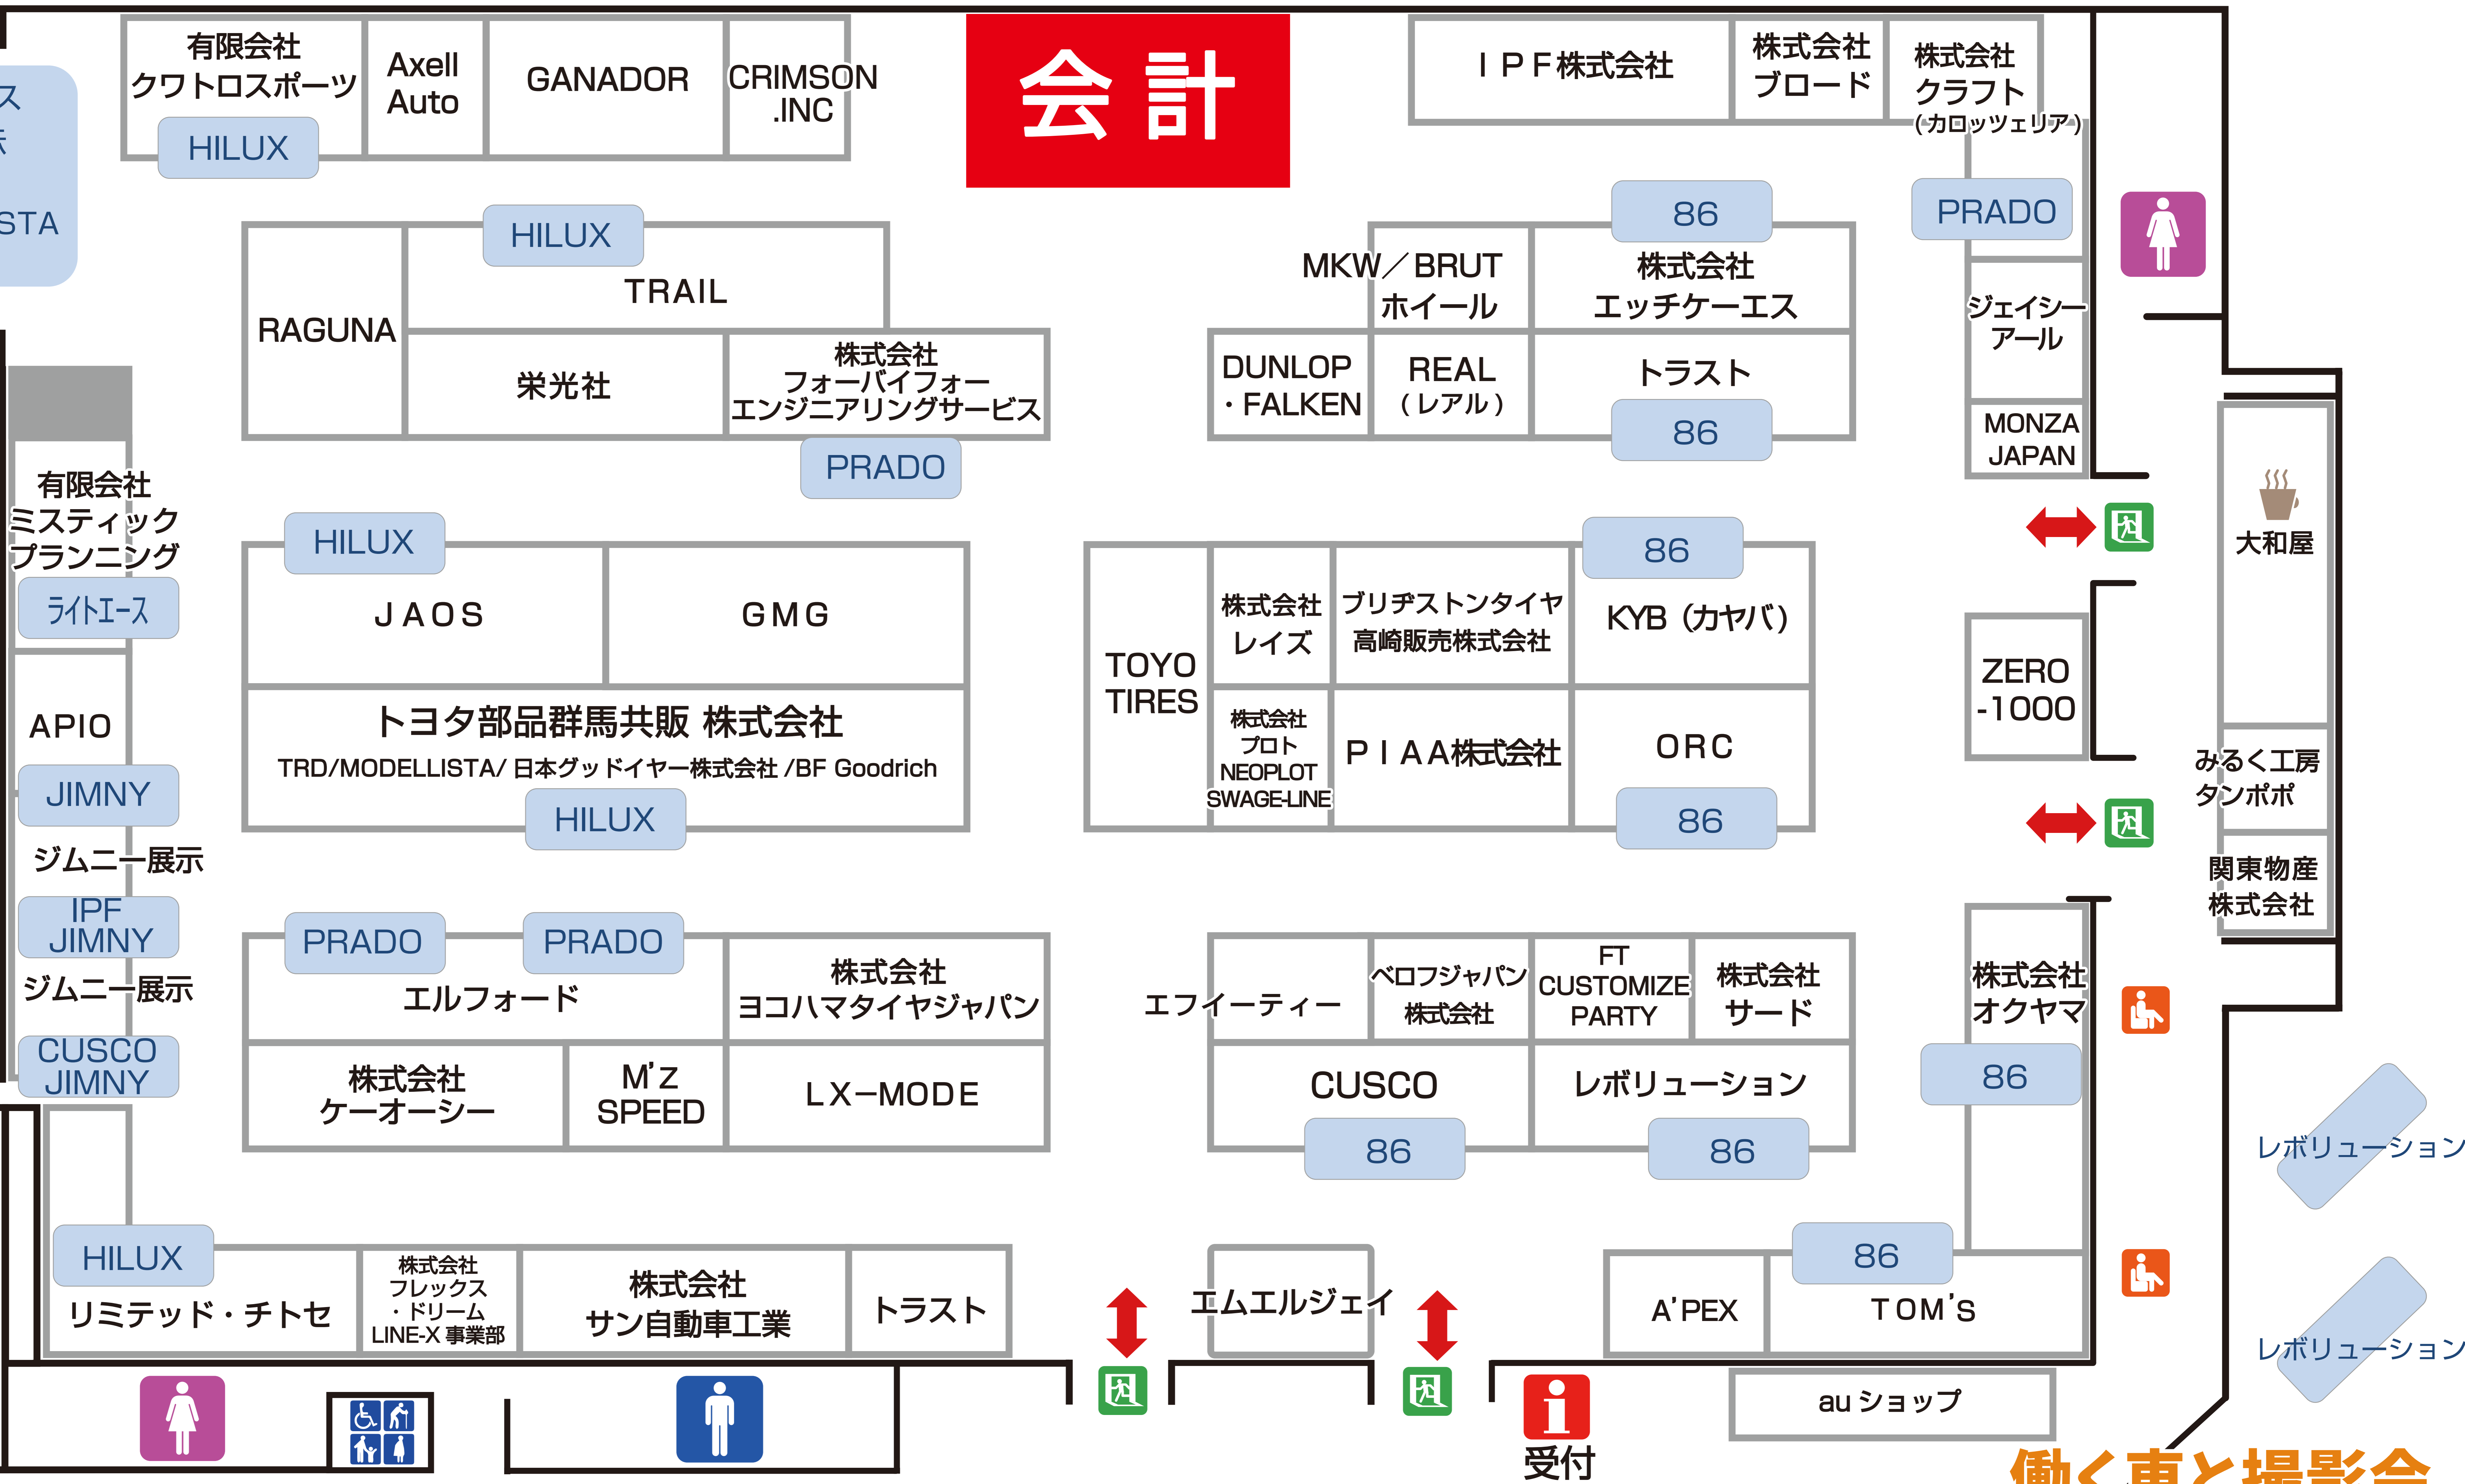 有限会社
クワトロスポーツ
HILUX
Axell
Auto
GANADOR
CRIMSON
.INC
会計
ＩＰＦ株式会社
株式会社
ブロード
株式会社
クラフト
(カロッツェリア)
PRADO
ス
STA
HILUX
TRAIL
RAGUNA
栄光社
株式会社
フォーバイフォー
エンジニアリングサービス
PRADO
86
MKW／BRUT
ホイール
株式会社
エッチケーエス
DUNLOP
・FALKEN
REAL
(レアル)
トラスト
86
ジェイシー
アール
MONZA
JAPAN
有限会社
ミスティック
プランニング
ライトエース
APIO
JIMNY
ジムニー展示
IPF
JIMNY
ジムニー展示
CUSCO
JIMNY
HILUX
JAOS
GMG
トヨタ部品群馬共販 株式会社
TRD/MODELLISTA/日本グッドイヤー株式会社/BF Goodrich
HILUX
TOYO
TIRES
株式会社
レイズ
ブリヂストンタイヤ
高崎販売株式会社
86
KYB (カヤバ)
株式会社
プロト
NEOPLOT
SWAGE-LINE
ＰＩＡＡ株式会社
ORC
86
ZERO
-1000
大和屋
みるく工房
タンポポ
関東物産
株式会社
PRADO
PRADO
エルフォード
株式会社
ヨコハマタイヤジャパン
株式会社
ケーオーシー
M'z
SPEED
LX－MODE
エフイーティー
ベロフジャパン
株式会社
FT
CUSTOMIZE
PARTY
株式会社
サード
CUSCO
86
レボリューション
86
株式会社
オクヤマ
86
レボリューション
レボリューション
HILUX
リミテッド・チトセ
株式会社
フレックス
・ドリーム
LINE-X 事業部
株式会社
サン自動車工業
トラスト
エムエルジェイ
A'PEX
86
TOM's
受付
auショップ
働く車と撮影会